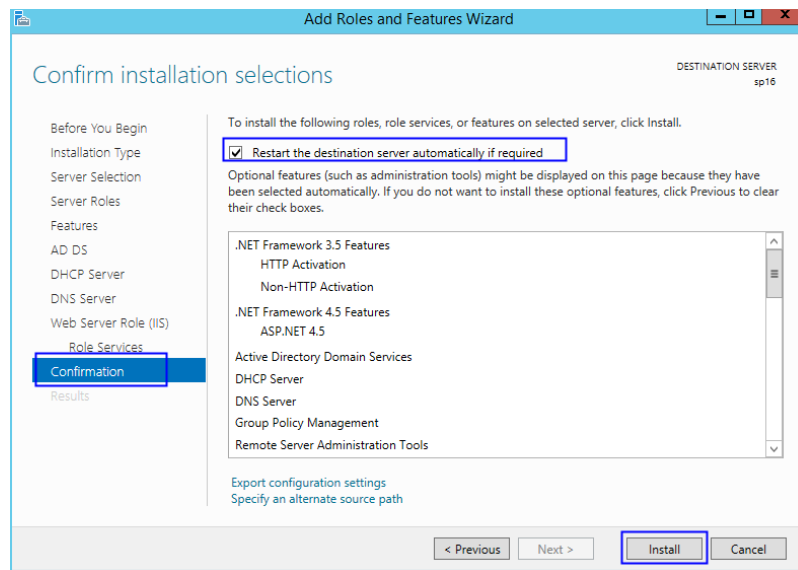 Add Roles and Features Wizard
Confirm installation selections
DESTINATION SERVER
sp16
Before You Begin
Installation Type
Server Selection
Server Roles
Features
AD DS
DHCP Server
DNS Server
Web Server Role (IIS)
Role Services
Confirmation
Results
To install the following roles, role services, or features on selected server, click Install.
Restart the destination server automatically if required
Optional features (such as administration tools) might be displayed on this page because they have
been selected automatically. If you do not want to install these optional features, click Previous to clear
their check boxes.
.NET Framework 3.5 Features
HTTP Activation
Non-HTTP Activation
.NET Framework 4.5 Features
ASP.NET 4.5
Active Directory Domain Services
DHCP Server
DNS Server
Group Policy Management
Remote Server Administration Tools
Export configuration settings
Specify an alternate source path
< Previous
Next >
Install
Cancel